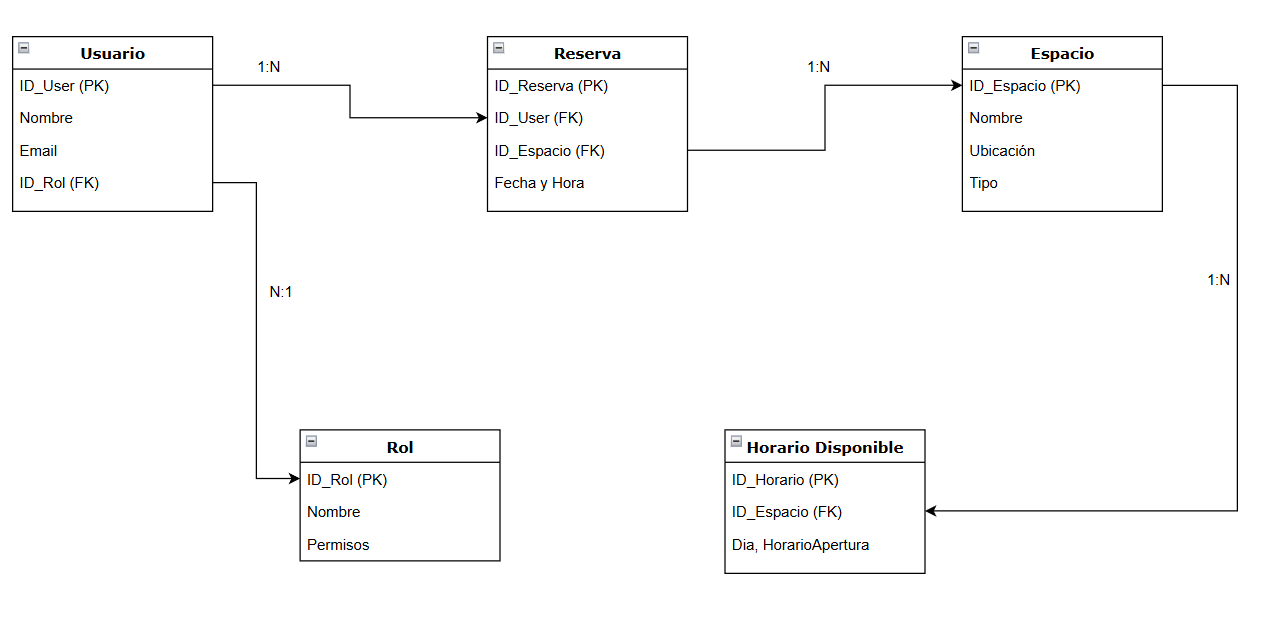 Usuario
ID_User (PK)
Nombre
Email
ID_Rol (FK)
1:N
Reserva
ID_Reserva (PK)
ID_User (FK)
ID_Espacio (FK)
Fecha y Hora
1:N
Espacio
ID_Espacio (PK)
Nombre
Ubicación
Tipo
N:1
1:N
Rol
ID_Rol (PK)
Nombre
Permisos
Horario Disponible
ID_Horario (PK)
ID_Espacio (FK)
Dia, HorarioApertura